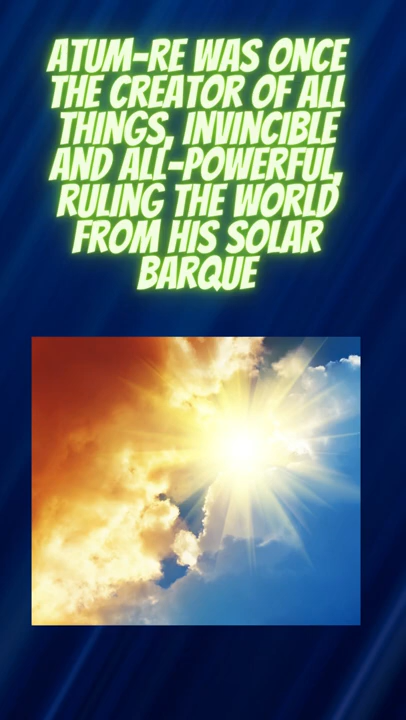 ATUM-RE WAS ONCE
THE CREATOR OF ALL
THINGS, INVINCIBLE
AND ALL-POWERFUL,
RULING THE WORLD
FROM HIS SOLAR
BARQUE